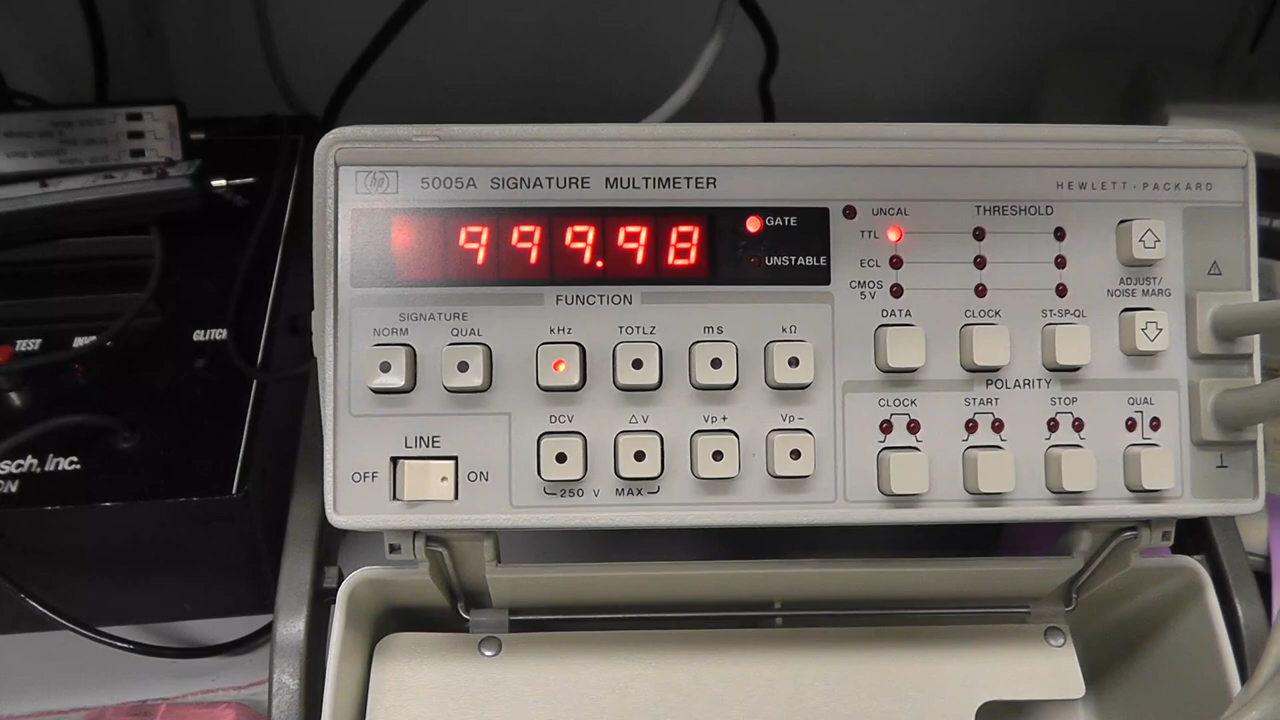 hp 5005A SIGNATURE MULTIMETER
HEWLETT·PACKARD
999.98
GATE
UNSTABLE
UNCAL
THRESHOLD
TTL
ECL
CMOS
5V
ADJUST/
NOISE MARG
DATA
CLOCK
ST-SP-QL
FUNCTION
SIGNATURE
NORM
QUAL
kHz
TOTLZ
ms
kΩ
DCV
ΔV
Vp+
Vp-
250 V MAX
LINE
OFF
ON
POLARITY
CLOCK
START
STOP
QUAL
TEST
GLITCH
sch, Inc.
ON